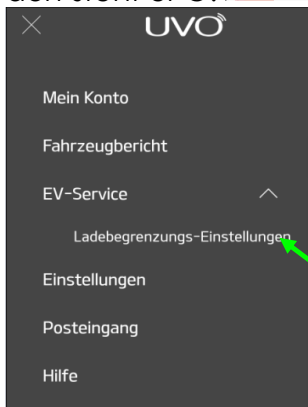 UVO
Mein Konto
Fahrzeugbericht
EV-Service
Ladebegrenzungs-Einstellungen
Einstellungen
Posteingang
Hilfe